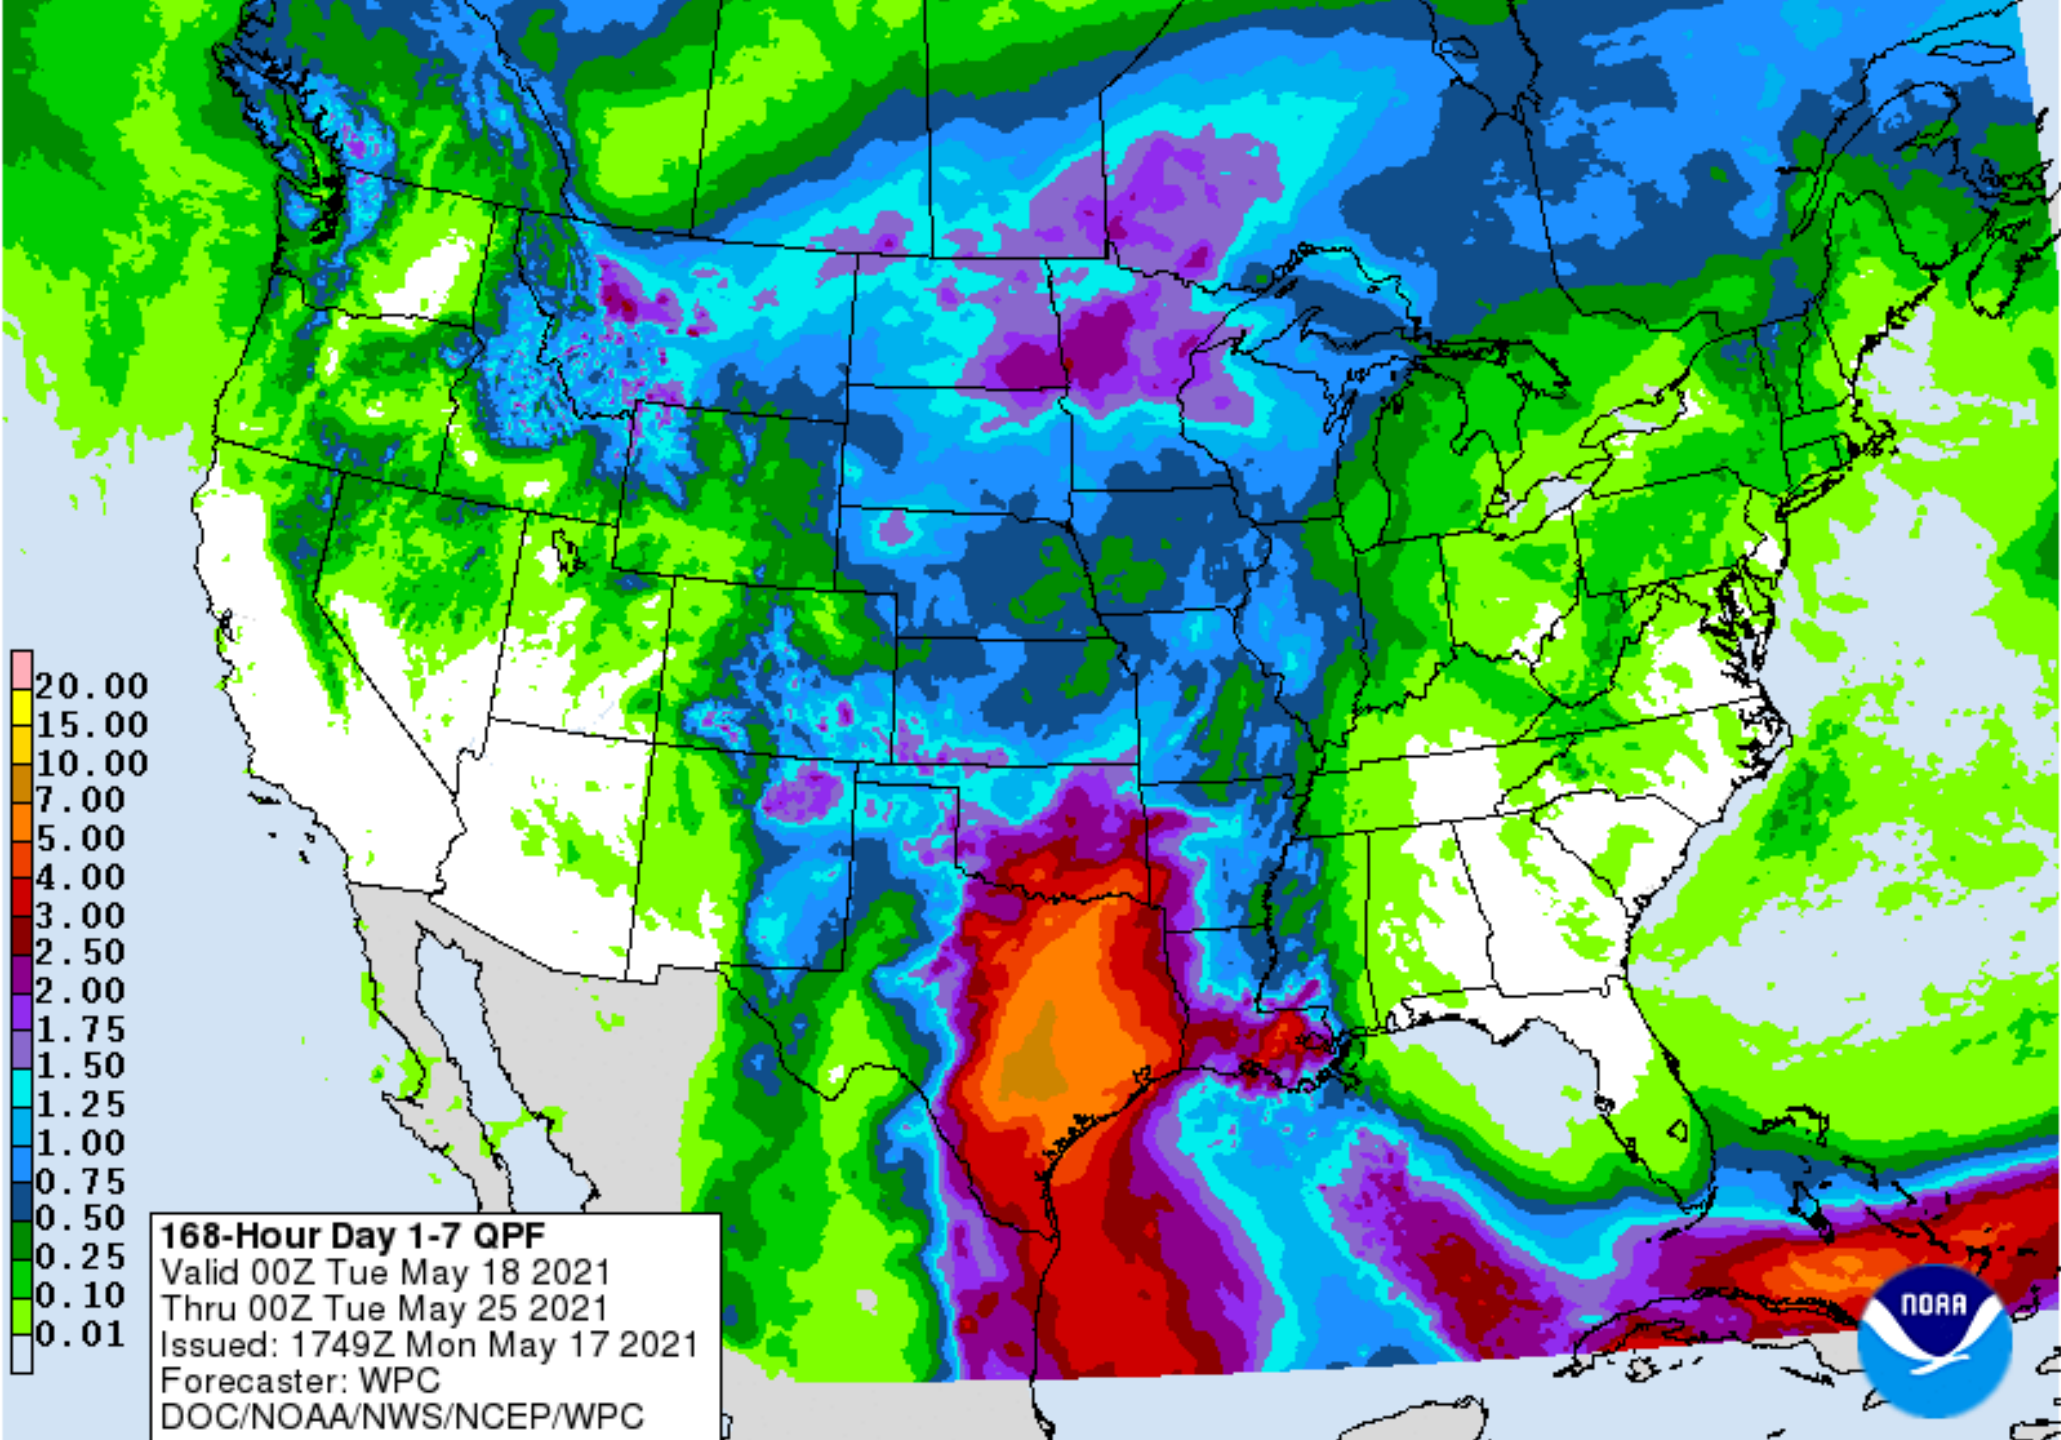 20.00
15.00
10.00
7.00
5.00
4.00
3.00
2.50
2.00
1.75
1.50
1.25
1.00
0.75
0.50
0.25
0.10
0.01
168-Hour Day 1-7 QPF
Valid 00Z Tue May 18 2021
Thru 00Z Tue May 25 2021
Issued: 1749Z Mon May 17 2021
Forecaster: WPC
DOC/NOAA/NWS/NCEP/WPC
NOAA